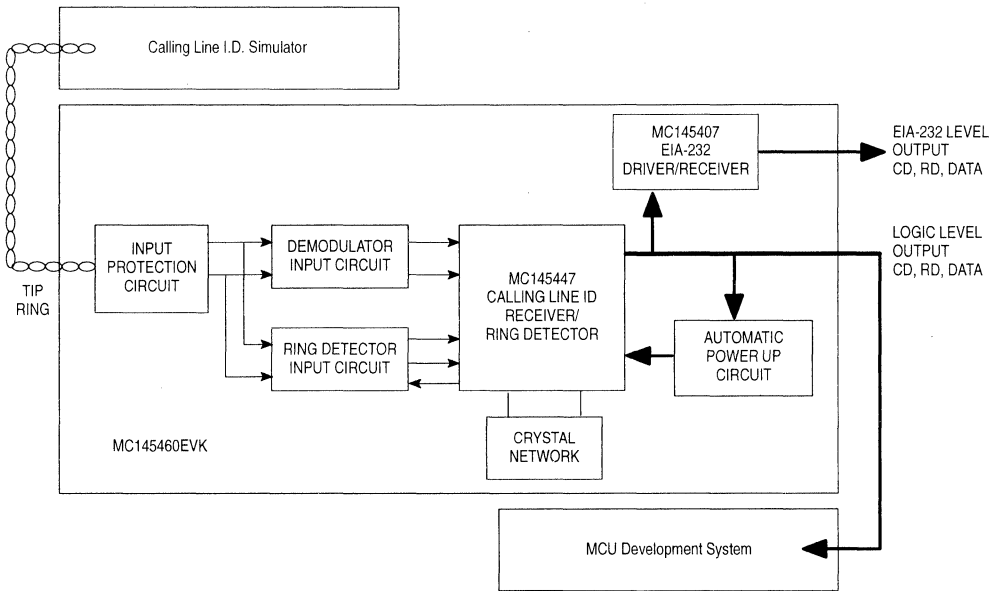 Calling Line I.D. Simulator
MC145407
EIA-232
DRIVER/RECEIVER
EIA-232 LEVEL
OUTPUT
CD, RD, DATA
INPUT
PROTECTION
CIRCUIT
DEMODULATOR
INPUT CIRCUIT
MC145447
CALLING LINE ID
RECEIVER/
RING DETECTOR
LOGIC LEVEL
OUTPUT
CD, RD, DATA
TIP
RING
RING DETECTOR
INPUT CIRCUIT
AUTOMATIC
POWER UP
CIRCUIT
MC145460EVK
CRYSTAL
NETWORK
MCU Development System